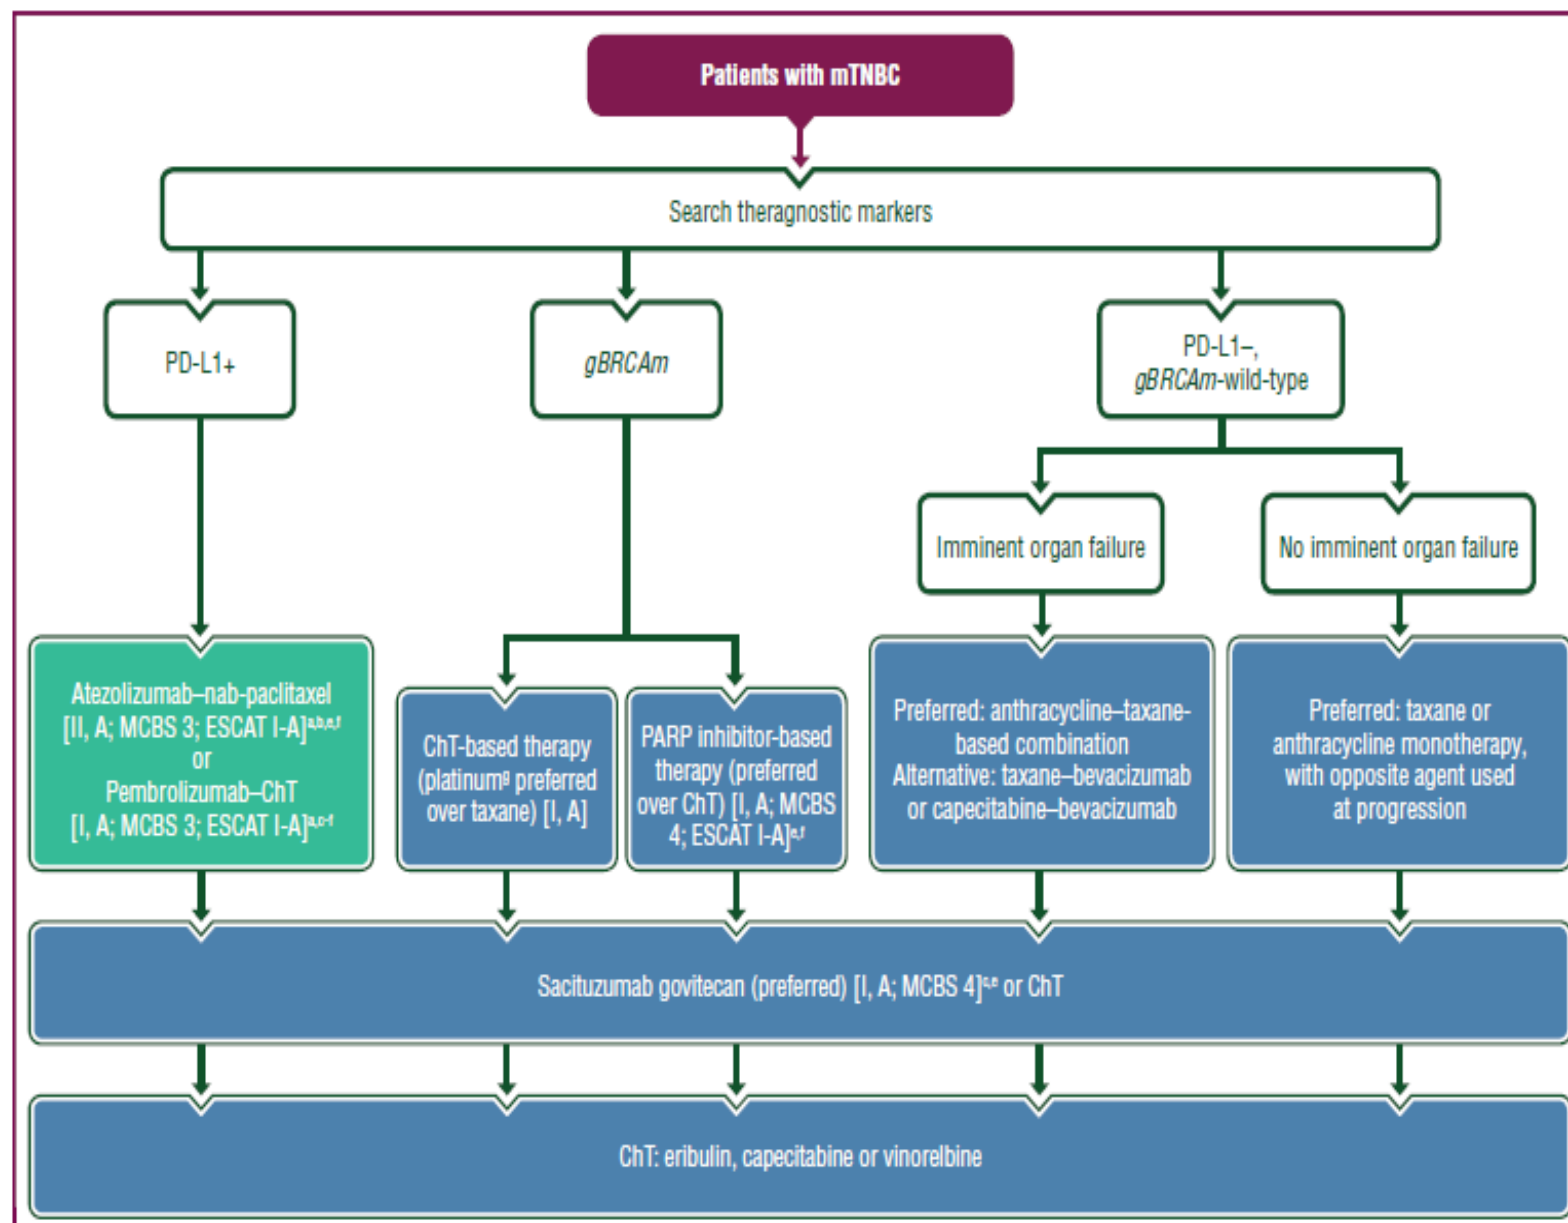 Patients with mTNBC
Search theragnostic markers
PD-L1+
gBRCAm
PD-L1–,
gBRCAm-wild-type
Imminent organ failure
No imminent organ failure
Atezolizumab–nab-paclitaxel
[II, A; MCBS 3; ESCAT I-A]a,b,e,f
or
Pembrolizumab–ChT
[I, A; MCBS 3; ESCAT I-A]a,c-f
ChT-based therapy
(platinumg preferred
over taxane) [I, A]
PARP inhibitor-based
therapy (preferred
over ChT) [I, A; MCBS
4; ESCAT I-A]e,f
Preferred: anthracycline–taxane-
based combination
Alternative: taxane–bevacizumab
or capecitabine–bevacizumab
Preferred: taxane or
anthracycline monotherapy,
with opposite agent used
at progression
Sacituzumab govitecan (preferred) [I, A; MCBS 4]c,e or ChT
ChT: eribulin, capecitabine or vinorelbine